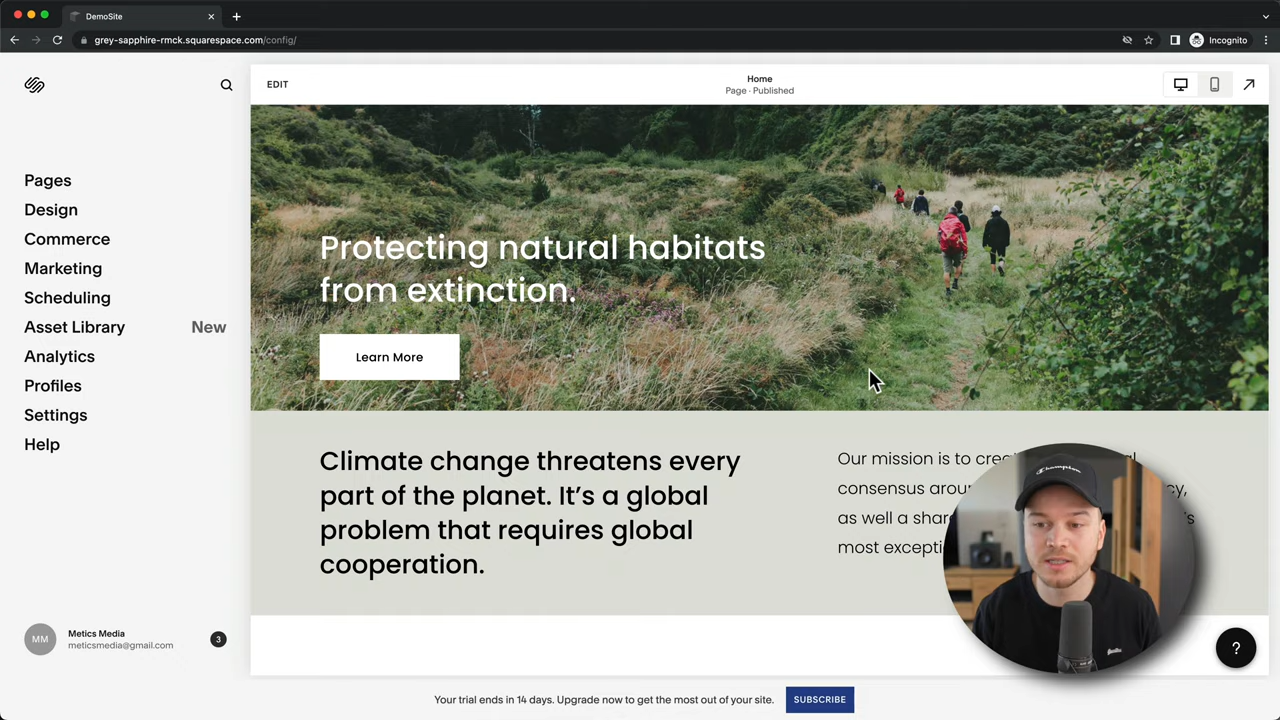 DemoSite
grey-sapphire-rmck.squarespace.com/config/
Incognito
EDIT
Home
Page · Published
Pages
Design
Commerce
Marketing
Scheduling
Asset Library New
Analytics
Profiles
Settings
Help
Protecting natural habitats
from extinction.
Learn More
Climate change threatens every
part of the planet. It’s a global
problem that requires global
cooperation.
Our mission is to
consensus
as well a
most
Champion
MM
Metics Media
meticsmedia@gmail.com
3
?
Your trial ends in 14 days. Upgrade now to get the most out of your site.
SUBSCRIBE